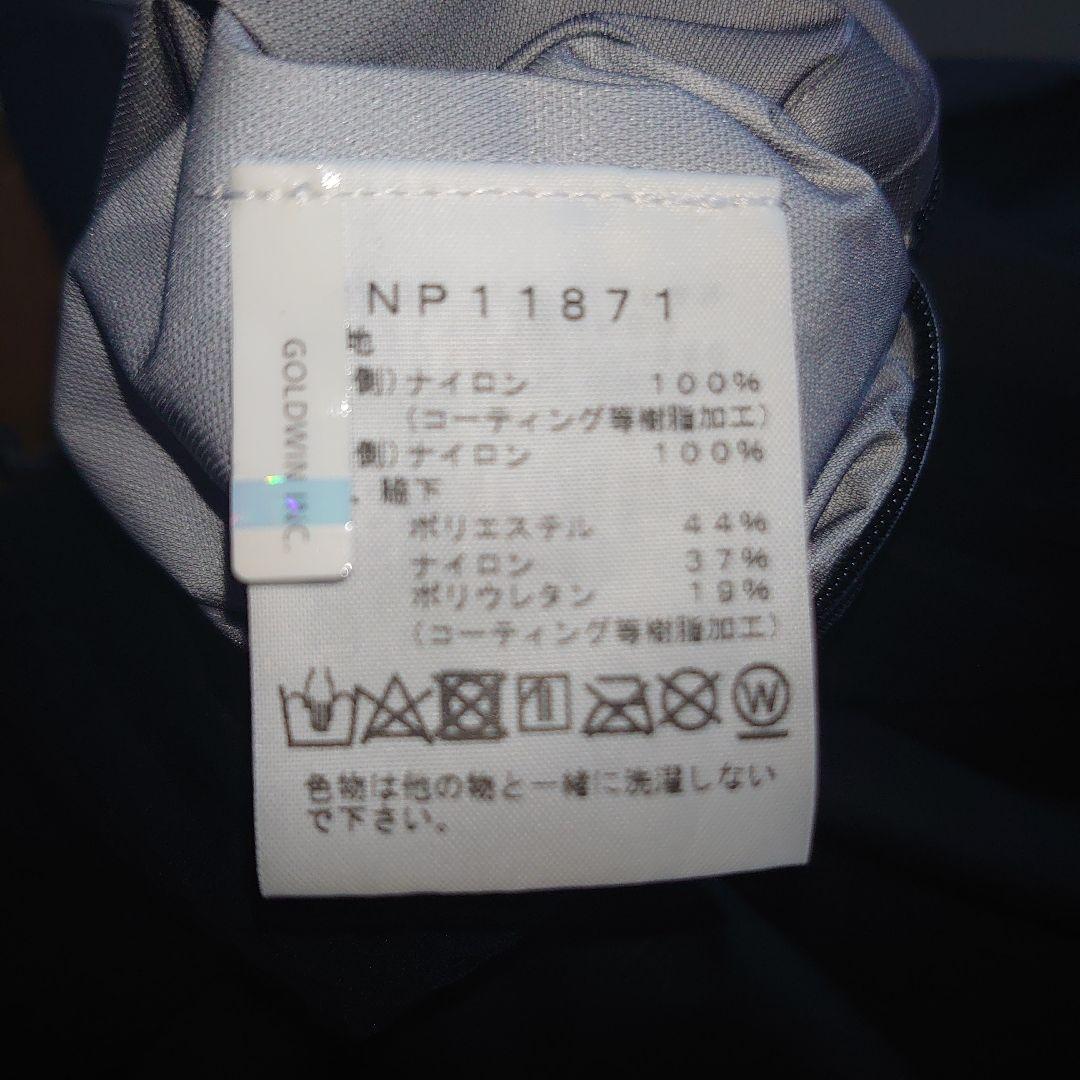 NP11871
地
側)ナイロン 100%
(コーティング等樹脂加工)
側)ナイロン 100%
、脇下
ポリエステル 44%
ナイロン 37%
ポリウレタン 19%
(コーティング等樹脂加工)
W
色物は他の物と一緒に洗濯しない
で下さい。
GOLDWIN INC.